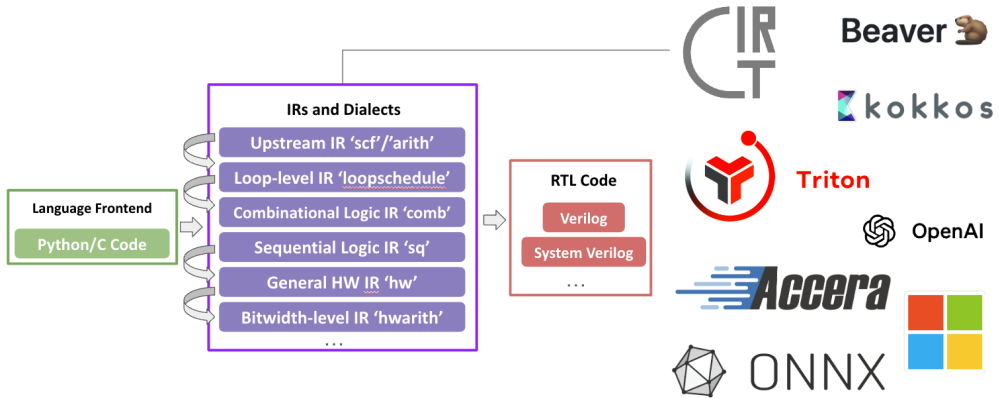 Language Frontend
Python/C Code
IRs and Dialects
Upstream IR ‘scf’/’arith’
Loop-level IR ‘loopschedule’
Combinational Logic IR ‘comb’
Sequential Logic IR ‘sq’
General HW IR ‘hw’
Bitwidth-level IR ‘hwarith’
...
RTL Code
Verilog
System Verilog
...
CIRCT
Beaver
kokkos
Triton
OpenAI
Accera
ONNX